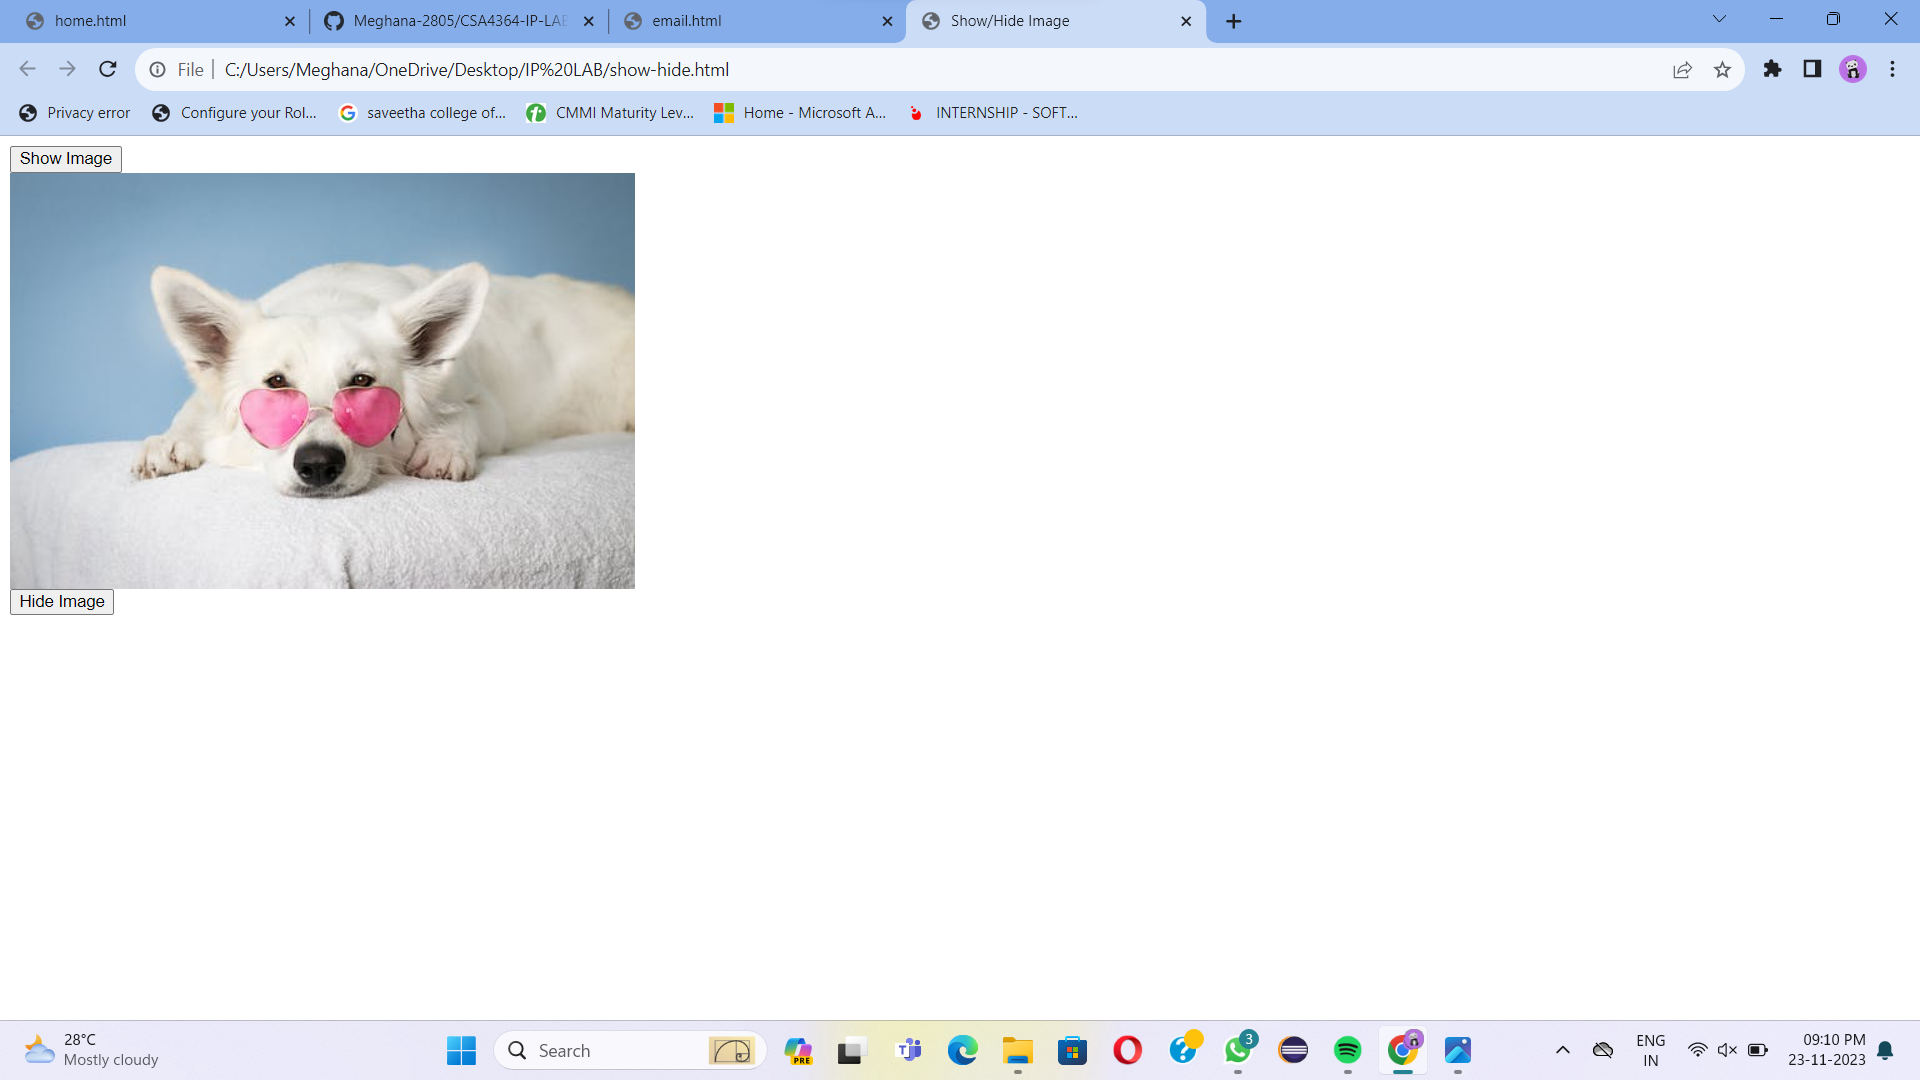 home.html
Meghana-2805/CSA4364-IP-LAB
email.html
Show/Hide Image
File
C:/Users/Meghana/OneDrive/Desktop/IP%20LAB/show-hide.html
Privacy error
Configure your Rol...
saveetha college of...
CMMI Maturity Lev...
Home - Microsoft A...
INTERNSHIP - SOFT...
Show Image
Hide Image
28°C
Mostly cloudy
Search
PRE
3
ENG
IN
09:10 PM
23-11-2023